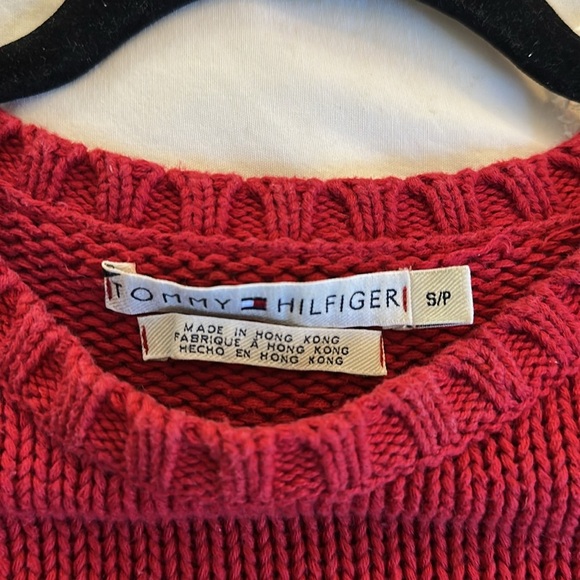 TOMMY HILFIGER
S/P
MADE IN HONG KONG
FABRIQUE À HONG KONG
HECHO EN HONG KONG